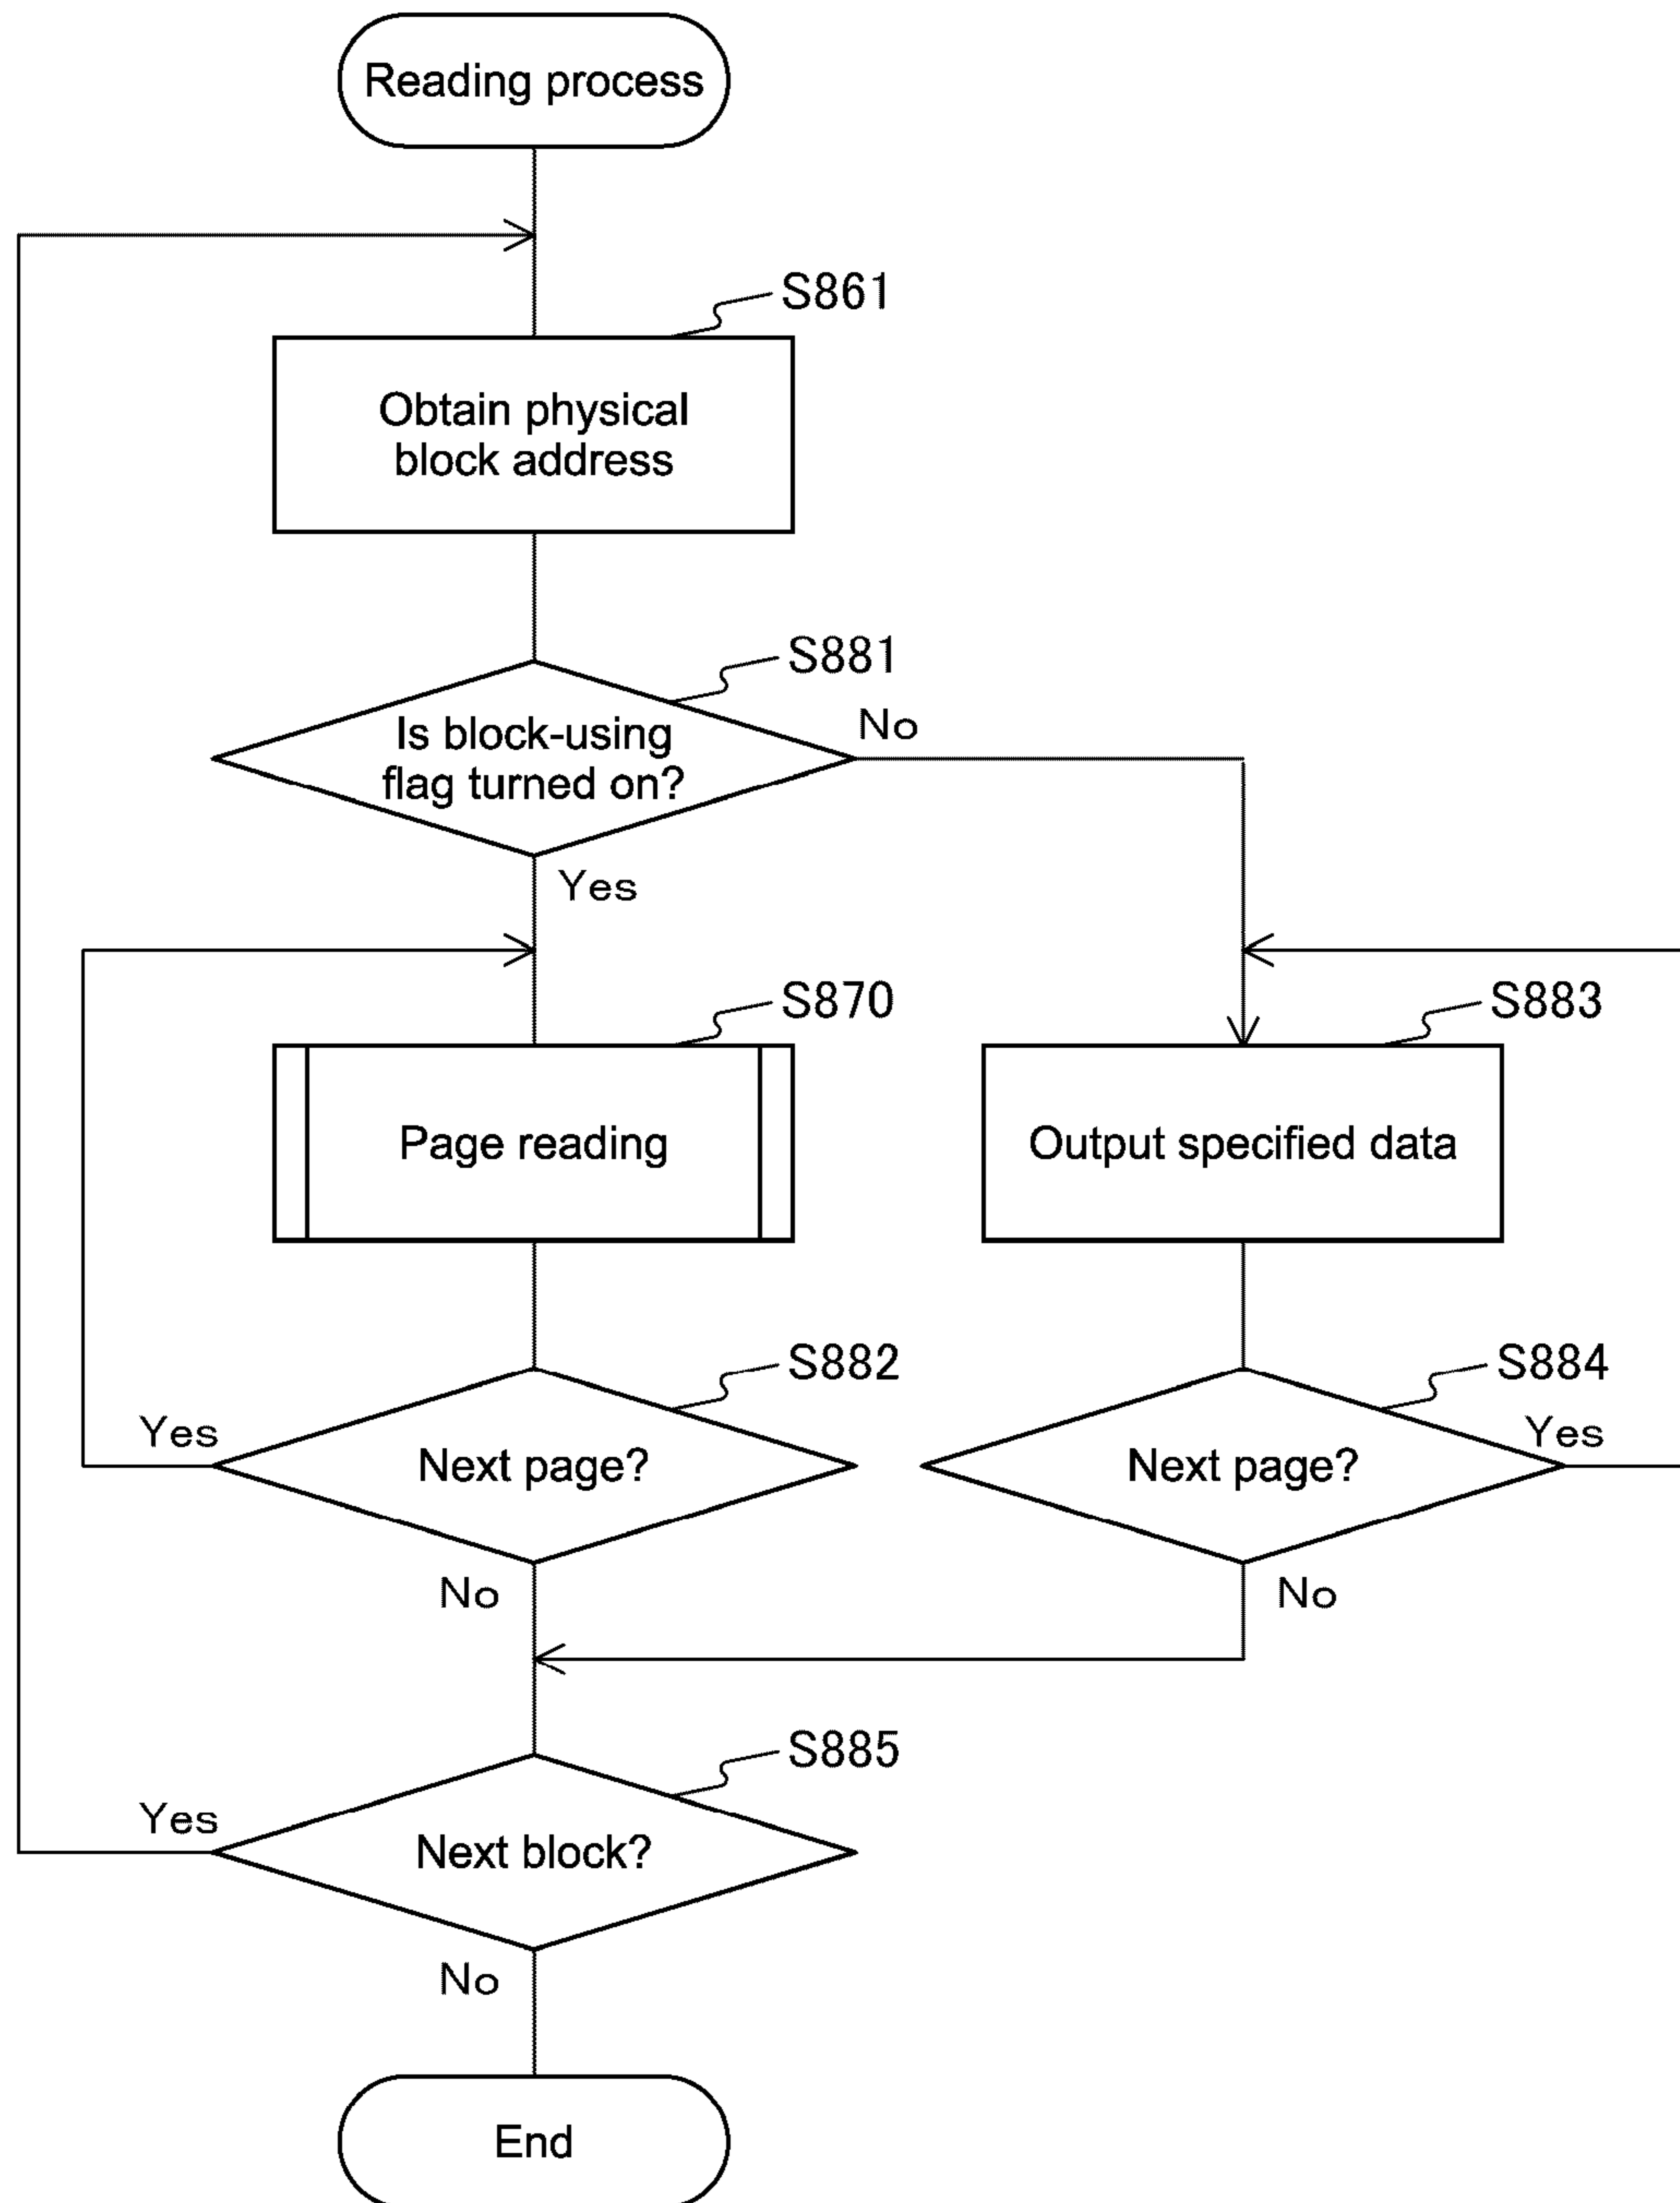 Reading process
S861
Obtain physical
block address
S881
Is block-using
flag turned on?
No
Yes
S870
Page reading
S883
Output specified data
S882
Next page?
Yes
No
S884
Next page?
Yes
No
S885
Next block?
Yes
No
End